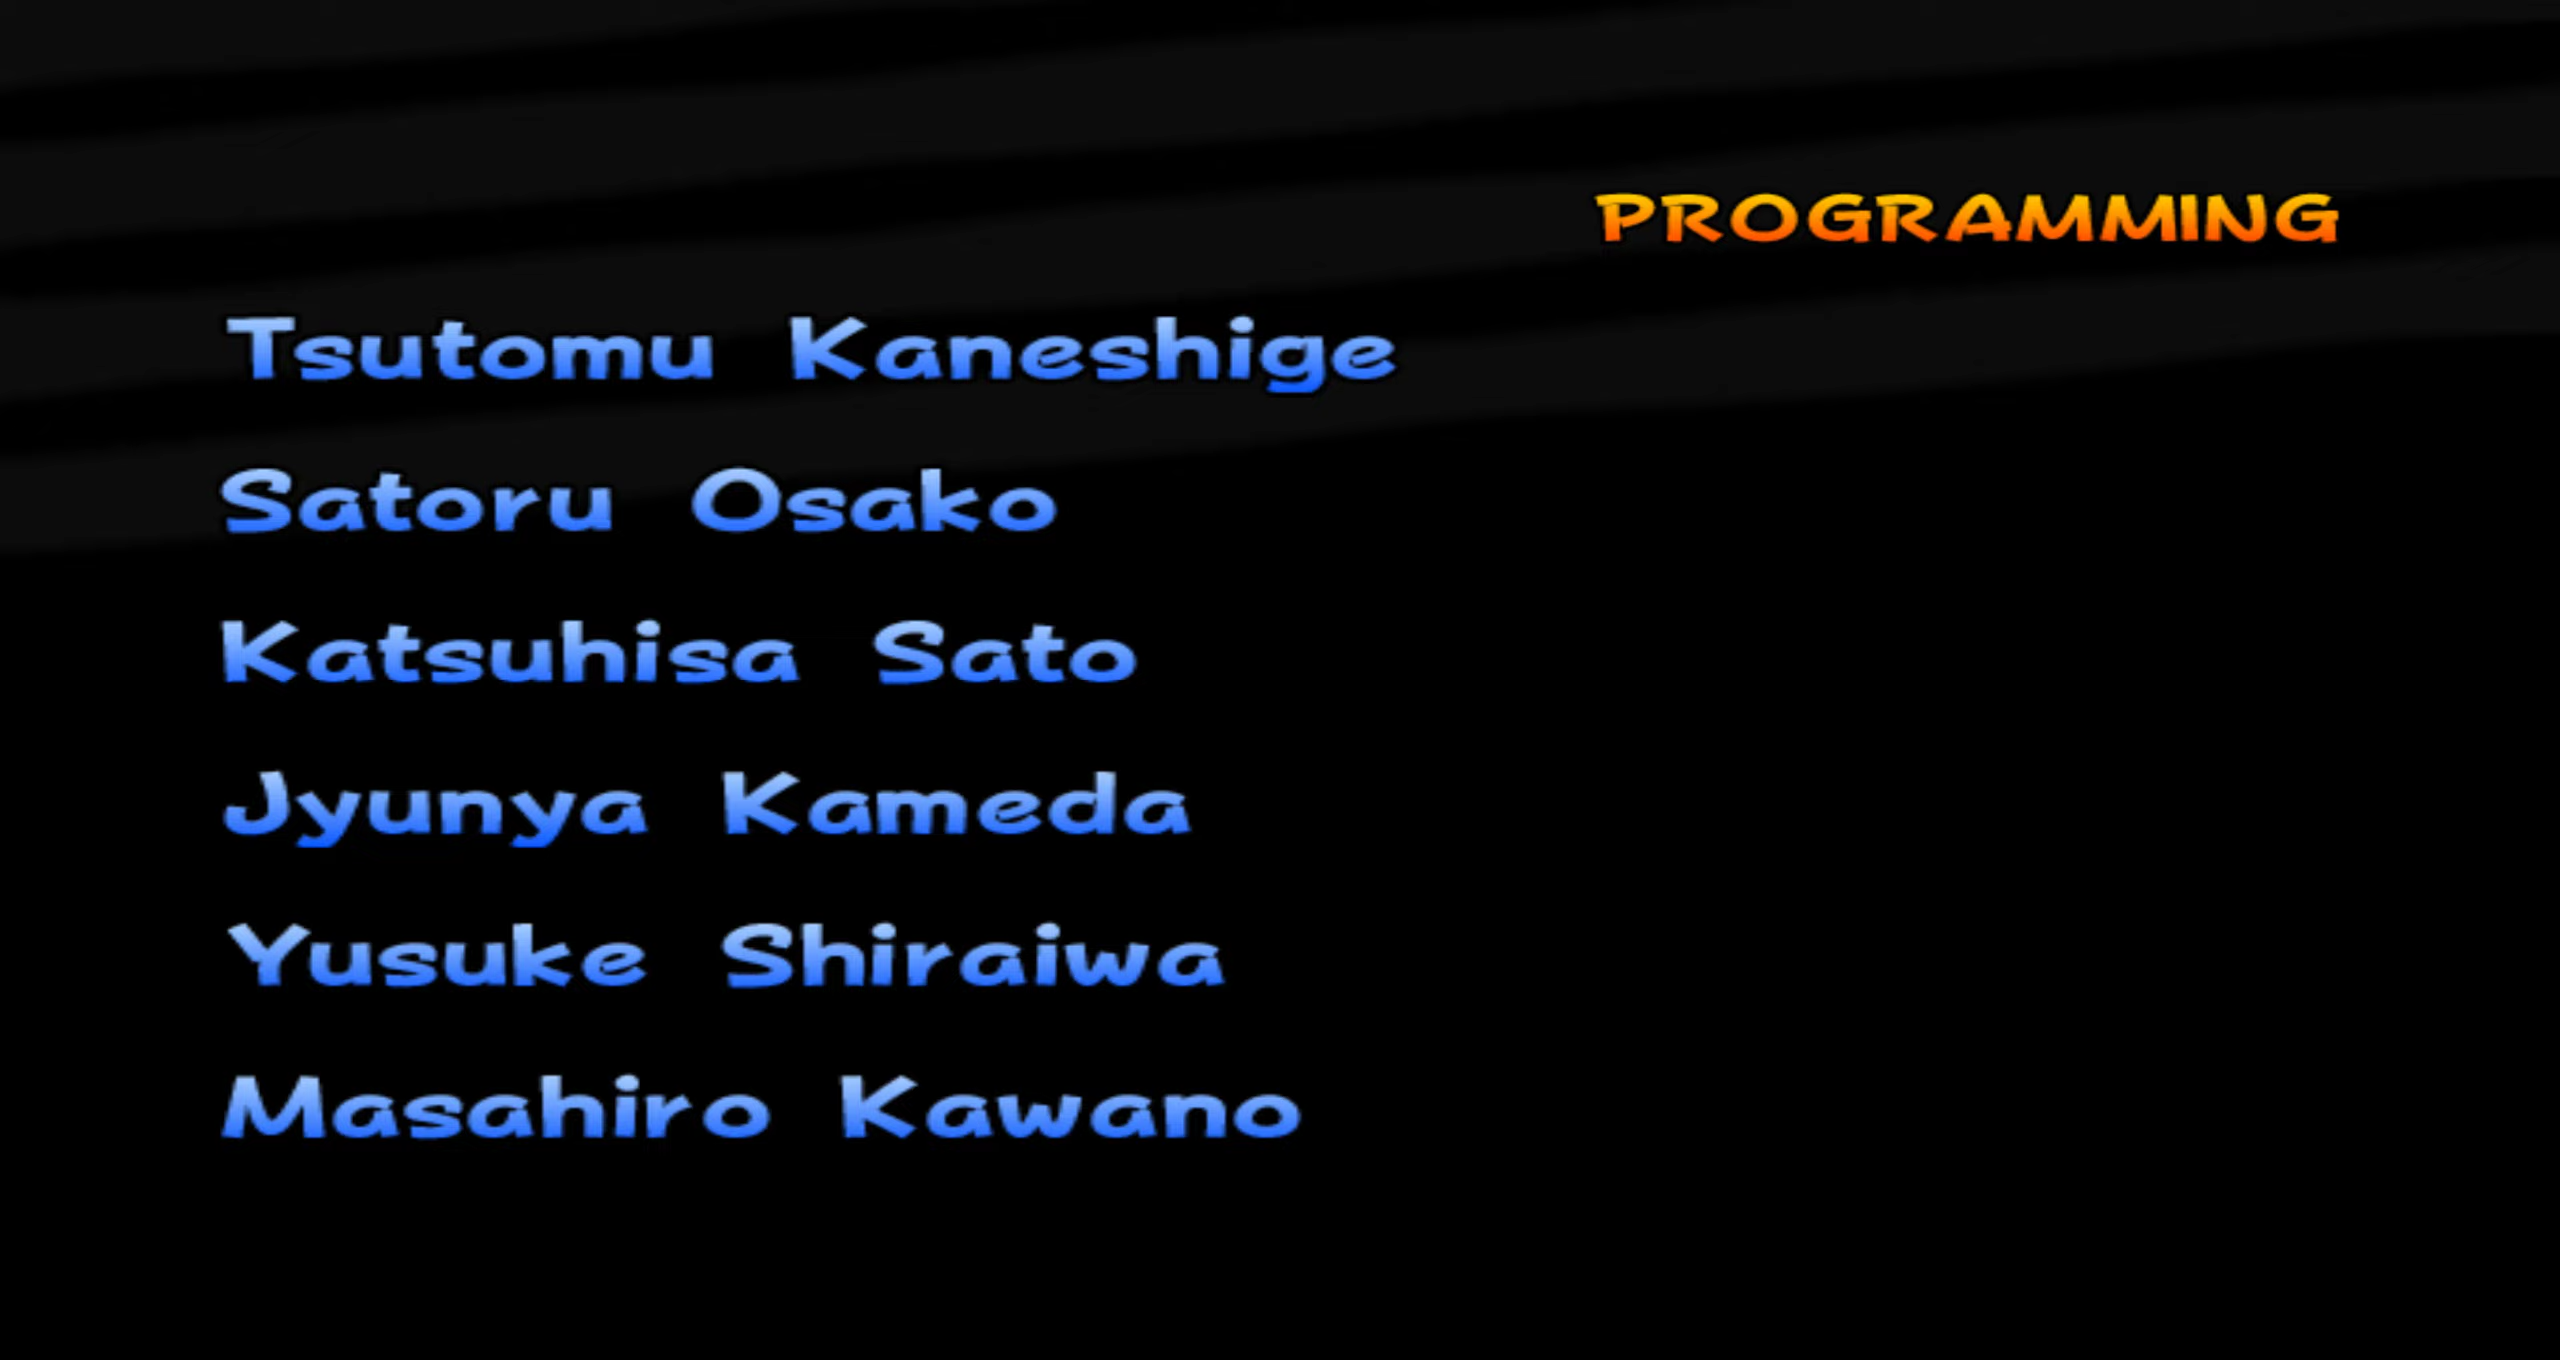 PROGRAMMING
Tsutomu Kaneshige
Satoru Osako
Katsuhisa Sato
Jyunya Kameda
Yusuke Shiraiwa
Masahiro Kawano